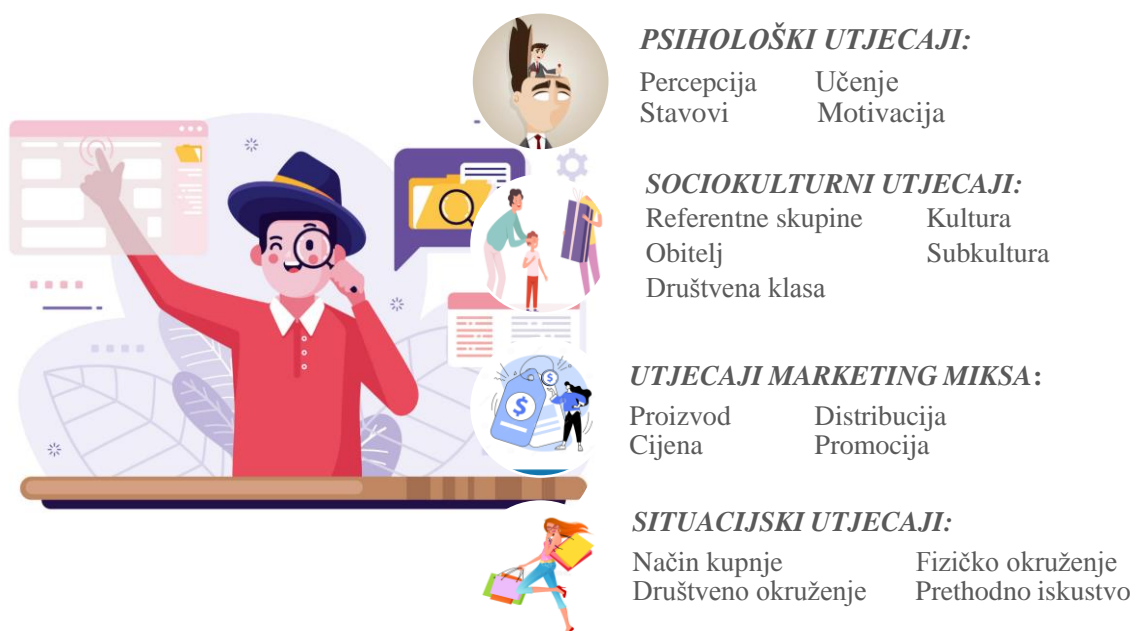 PSIHOLOŠKI UTJECAJI:
Percepcija Učenje
Stavovi Motivacija
SOCIOKULTURNI UTJECAJI:
Referentne skupine Kultura
Obitelj Subkultura
Društvena klasa
UTJECAJI MARKETING MIKSA:
Proizvod Distribucija
Cijena Promocija
SITUACIJSKI UTJECAJI:
Način kupnje Fizičko okruženje
Društveno okruženje Prethodno iskustvo